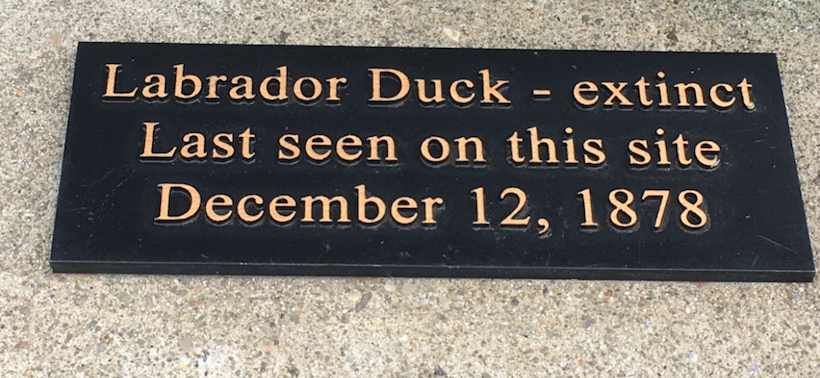 Labrador Duck - extinct
Last seen on this site
December 12, 1878